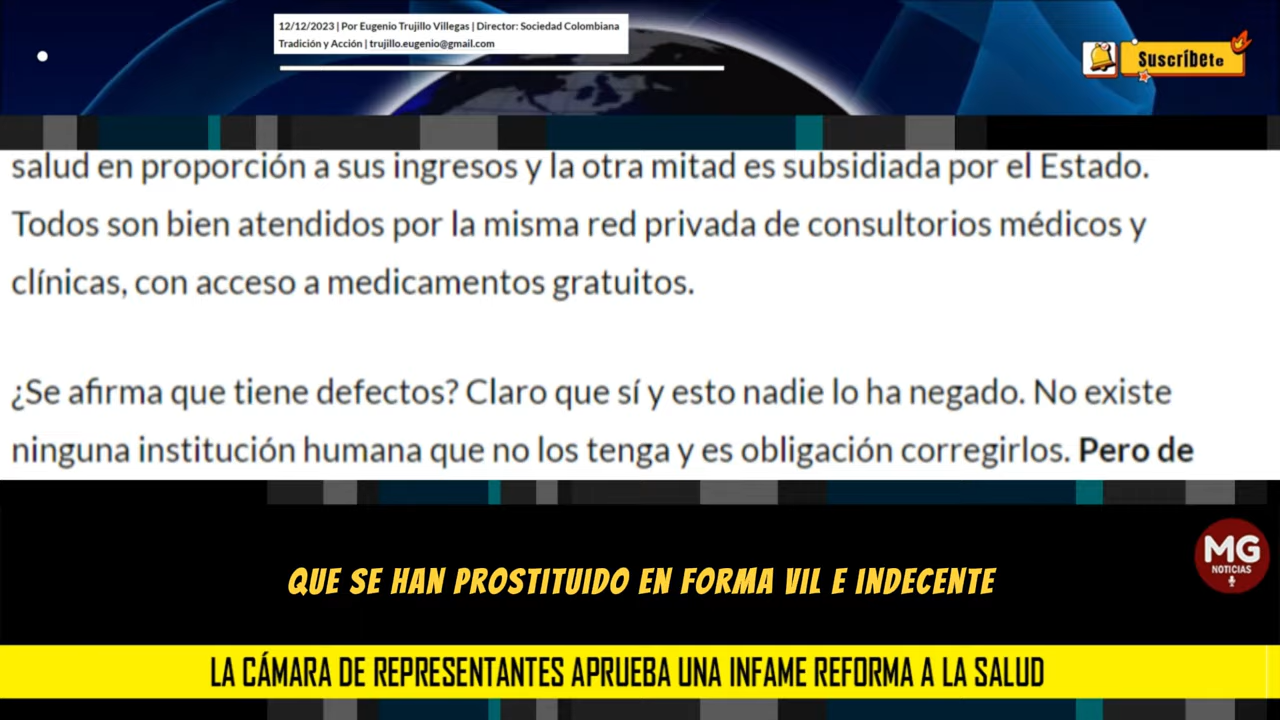 12/12/2023 | Por Eugenio Trujillo Villegas | Director: Sociedad Colombiana
Tradición y Acción | trujillo.eugenio@gmail.com
Suscríbete
salud en proporción a sus ingresos y la otra mitad es subsidiada por el Estado.
Todos son bien atendidos por la misma red privada de consultorios médicos y
clínicas, con acceso a medicamentos gratuitos.
¿Se afirma que tiene defectos? Claro que sí y esto nadie lo ha negado. No existe
ninguna institución humana que no los tenga y es obligación corregirlos. Pero de
MG
NOTICIAS
QUE SE HAN PROSTITUIDO EN FORMA VIL E INDECENTE
LA CÁMARA DE REPRESENTANTES APRUEBA UNA INFAME REFORMA A LA SALUD